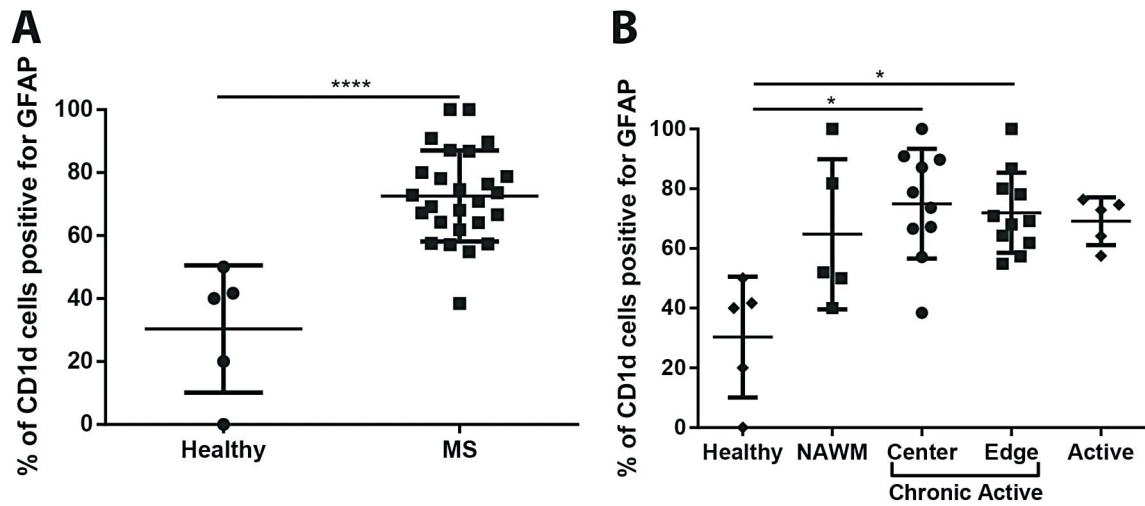 A
% of CD1d cells positive for GFAP
100
80
60
40
20
0
****
Healthy MS
B
% of CD1d cells positive for GFAP
100
80
60
40
20
0
*
*
Healthy NAWM Center Edge Active
Chronic Active